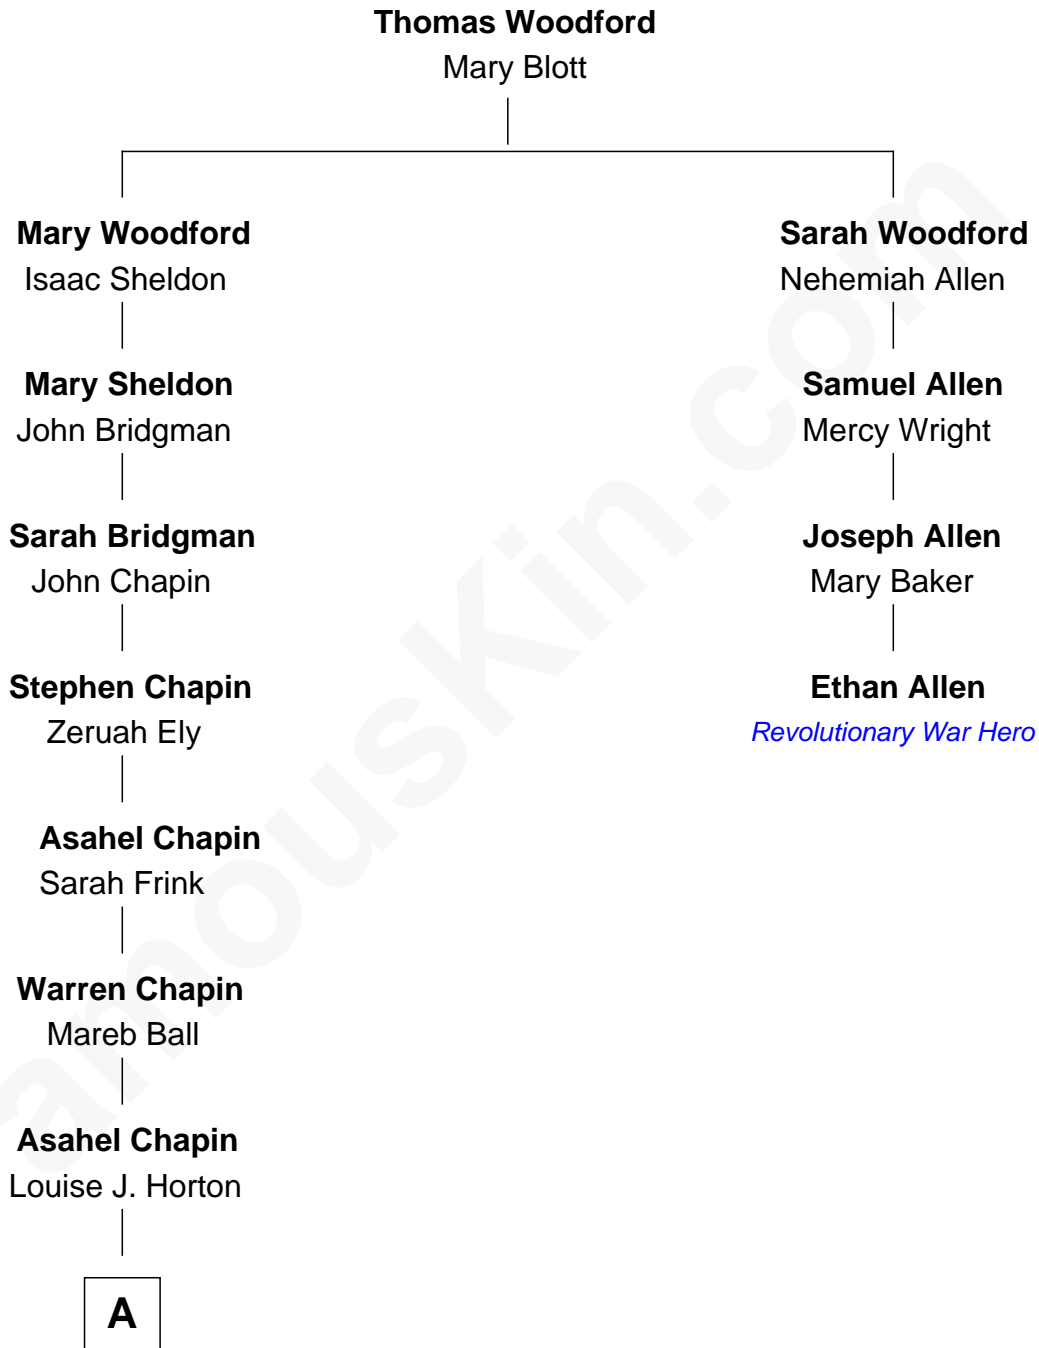 Thomas Woodford
Mary Blott
Mary Woodford
Isaac Sheldon
Sarah Woodford
Nehemiah Allen
Mary Sheldon
John Bridgman
Samuel Allen
Mercy Wright
Sarah Bridgman
John Chapin
Joseph Allen
Mary Baker
Stephen Chapin
Zeruah Ely
Ethan Allen
Revolutionary War Hero
Asahel Chapin
Sarah Frink
Warren Chapin
Mareb Ball
Asahel Chapin
Louise J. Horton
A
amousKin.com